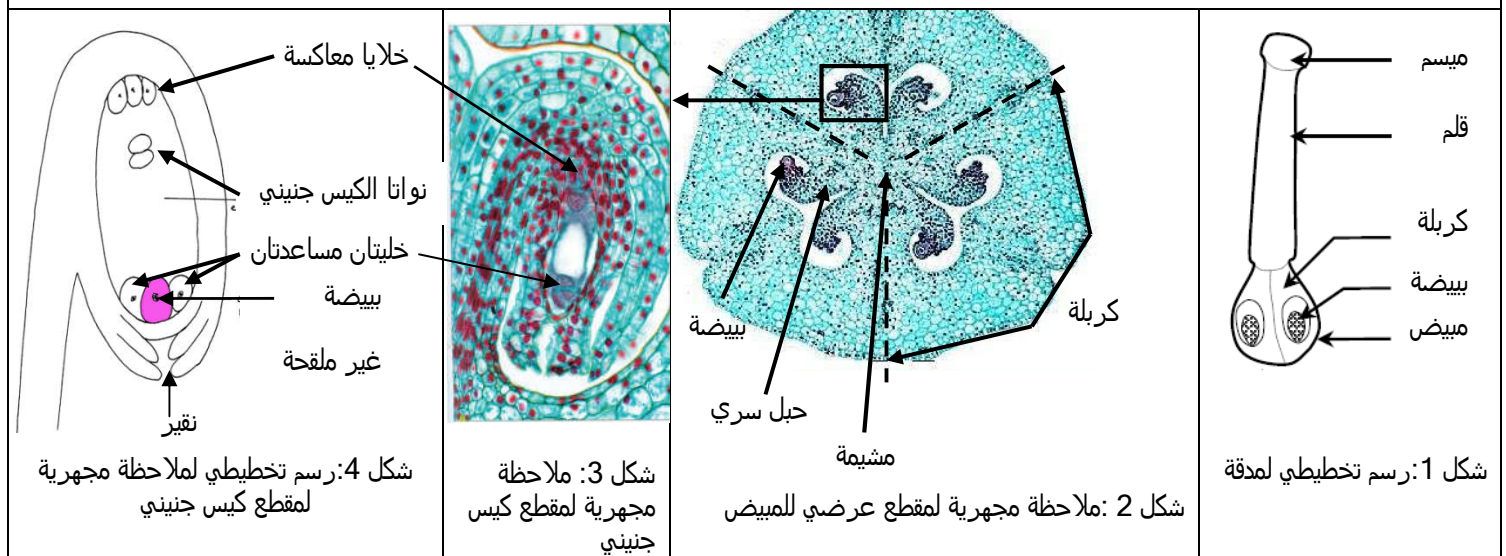 ميسم
قلم
كربلة
بييضة
مبيض
شكل 1:رسم تخطيطي لمدقة
كربلة
بييضة
حبل سري
مشيمة
شكل 2 :ملاحظة مجهرية لمقطع عرضي للمبيض
شكل 3: ملاحظة
مجهرية لمقطع كيس
جنيني
خلايا معاكسة
نواتا الكيس جنيني
خليتان مساعدتان
بييضة
غير ملقحة
نقير
شكل 4:رسم تخطيطي لملاحظة مجهرية
لمقطع كيس جنيني